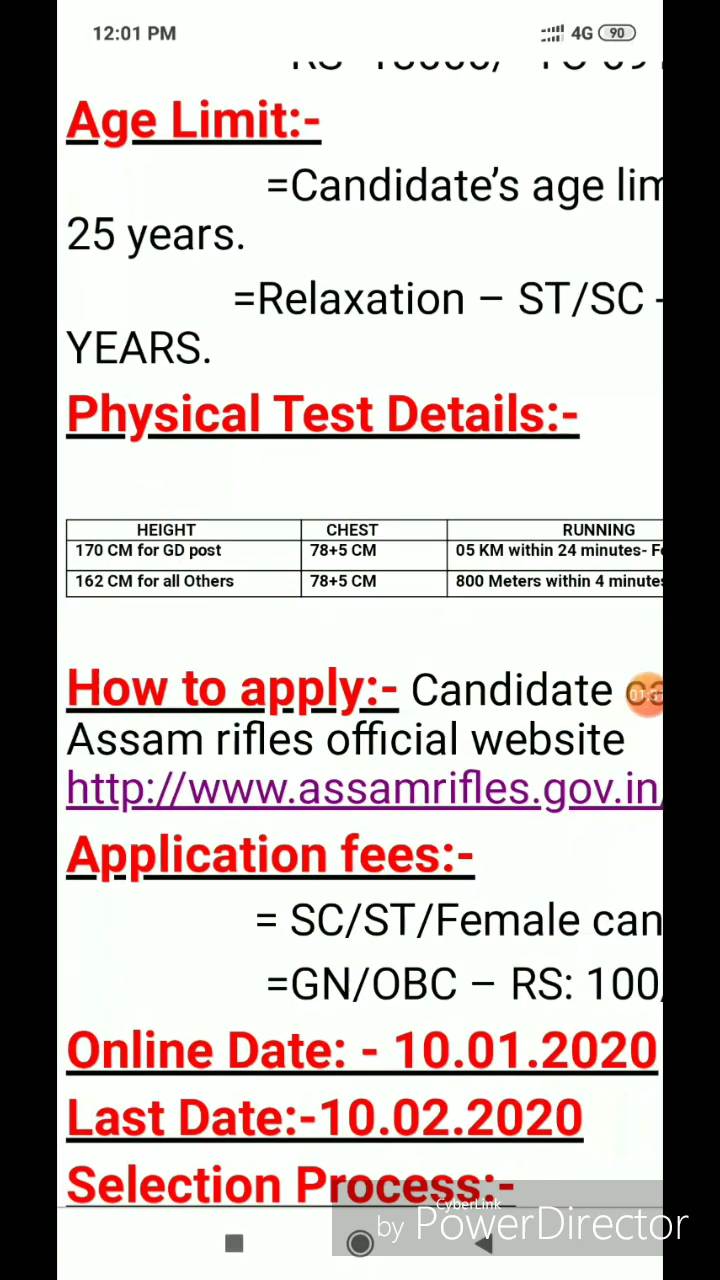 12:01 PM 4G 90
Age Limit:-
=Candidate's age lim
25 years.
=Relaxation – ST/SC -
YEARS.
Physical Test Details:-
HEIGHT CHEST RUNNING
170 CM for GD post 78+5 CM 05 KM within 24 minutes- F
162 CM for all Others 78+5 CM 800 Meters within 4 minutes
How to apply:- Candidate
Assam rifles official website
http://www.assamrifles.gov.in/
Application fees:-
= SC/ST/Female can
=GN/OBC – RS: 100/
Online Date: - 10.01.2020
Last Date:-10.02.2020
Selection Process:-
CyberLink
by PowerDirector